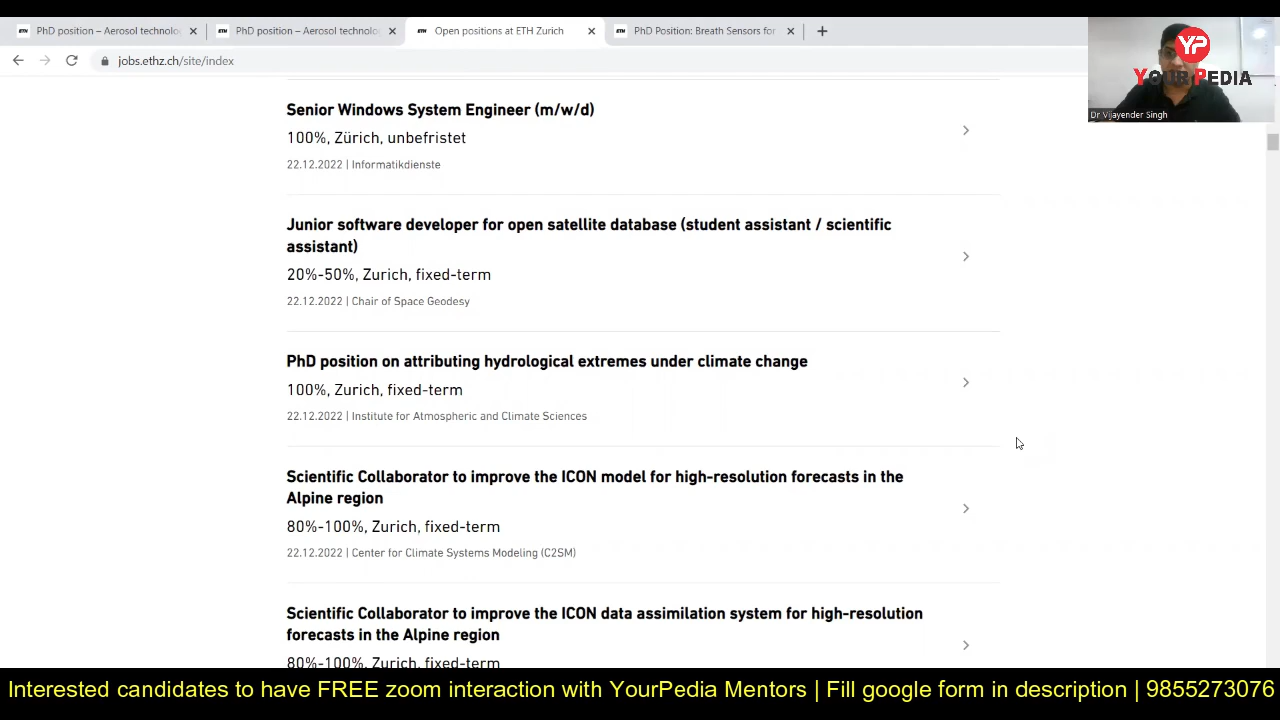 PhD position – Aerosol technolo
PhD position – Aerosol technolo
Open positions at ETH Zurich
PhD Position: Breath Sensors for
jobs.ethz.ch/site/index
YP
YOUR PEDIA
Dr Vijayender Singh
Senior Windows System Engineer (m/w/d)
100%, Zürich, unbefristet
22.12.2022 | Informatikdienste
Junior software developer for open satellite database (student assistant / scientific
assistant)
20%-50%, Zurich, fixed-term
22.12.2022 | Chair of Space Geodesy
PhD position on attributing hydrological extremes under climate change
100%, Zurich, fixed-term
22.12.2022 | Institute for Atmospheric and Climate Sciences
Scientific Collaborator to improve the ICON model for high-resolution forecasts in the
Alpine region
80%-100%, Zurich, fixed-term
22.12.2022 | Center for Climate Systems Modeling (C2SM)
Scientific Collaborator to improve the ICON data assimilation system for high-resolution
forecasts in the Alpine region
80%-100%, Zurich, fixed-term
Interested candidates to have FREE zoom interaction with YourPedia Mentors | Fill google form in description | 9855273076